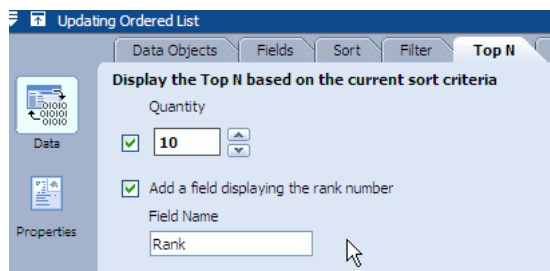 Updating Ordered List
Data Objects Fields Sort Filter Top N
Display the Top N based on the current sort criteria
Quantity
10
Data
Add a field displaying the rank number
Field Name
Properties
Rank